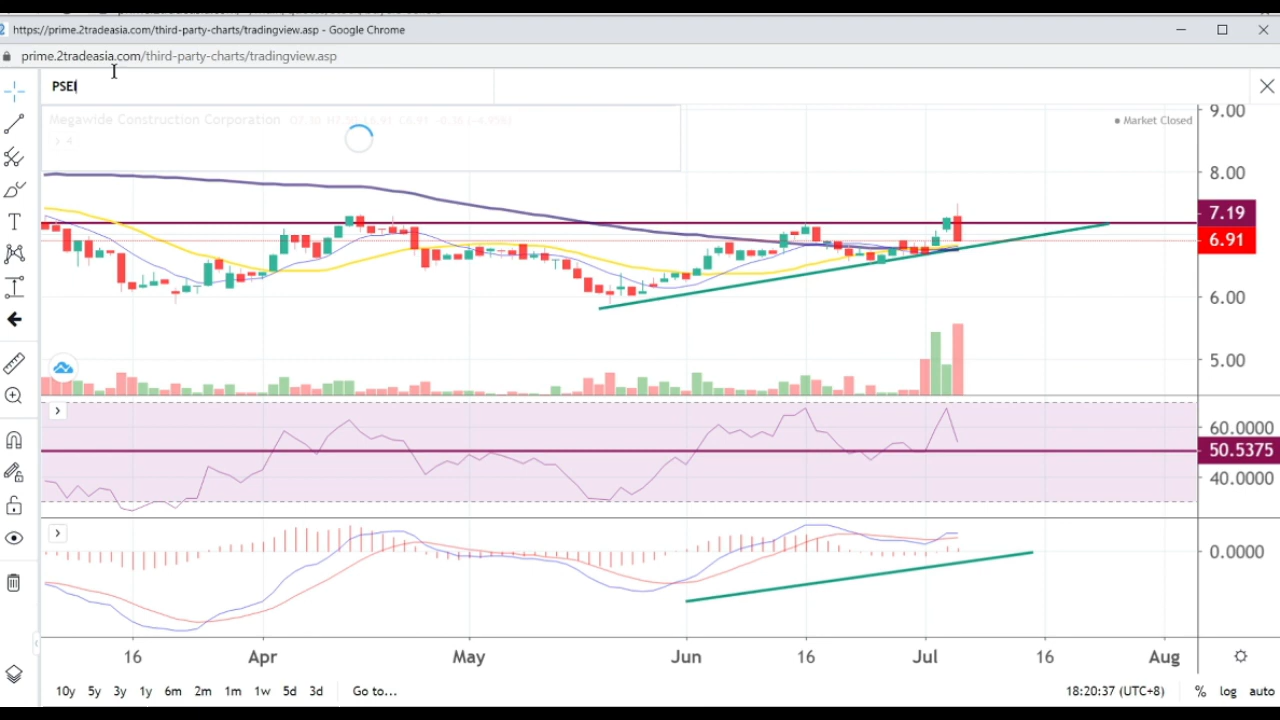 https://prime.2tradeasia.com/third-party-charts/tradingview.asp - Google Chrome
prime.2tradeasia.com/third-party-charts/tradingview.asp
PSEI
Megawide Construction Corporation
4
Market Closed
9.00
8.00
7.19
6.91
6.00
5.00
60.0000
50.5375
40.0000
0.0000
16 Apr May Jun 16 Jul 16 Aug
10y 5y 3y 1y 6m 2m 1m 1w 5d 3d Go to... 18:20:37 (UTC+8) % log auto